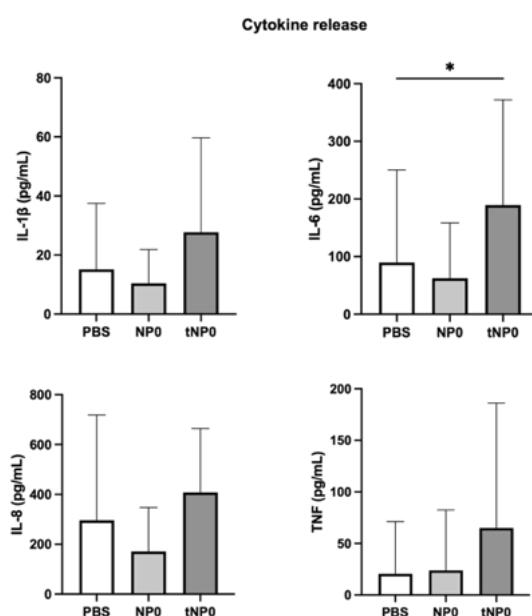 Cytokine release
IL-1β (pg/mL)
80
60
40
20
0
PBS NP0 tNP0
IL-6 (pg/mL)
400
300
200
100
0
*
PBS NP0 tNP0
IL-8 (pg/mL)
800
600
400
200
0
PBS NP0 tNP0
TNF (pg/mL)
200
150
100
50
0
PBS NP0 tNP0